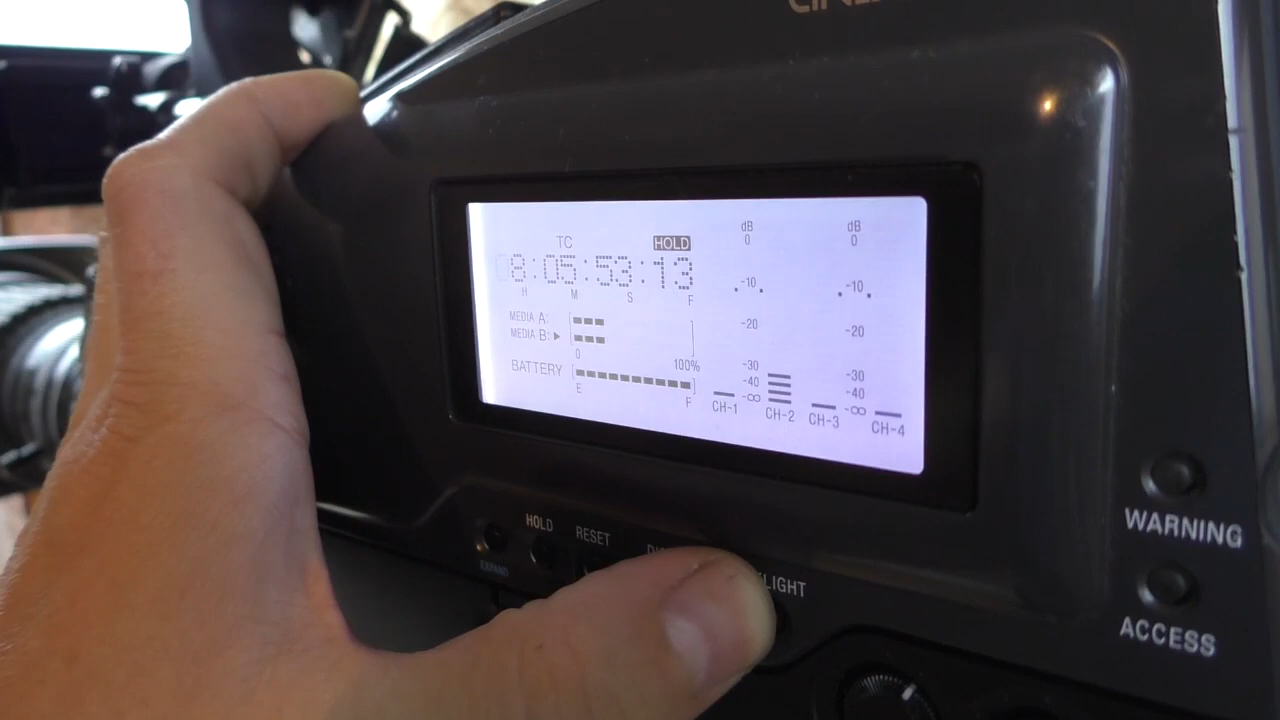 TC HOLD
8:05:53:13
H M S F
MEDIA A:
MEDIA B:
0 100%
BATTERY
E F
dB
0
-10
-20
-30
-40
-∞
CH-1 CH-2
dB
0
-10
-20
-30
-40
-∞
CH-3 CH-4
HOLD RESET
EXPAND
LIGHT
WARNING
ACCESS